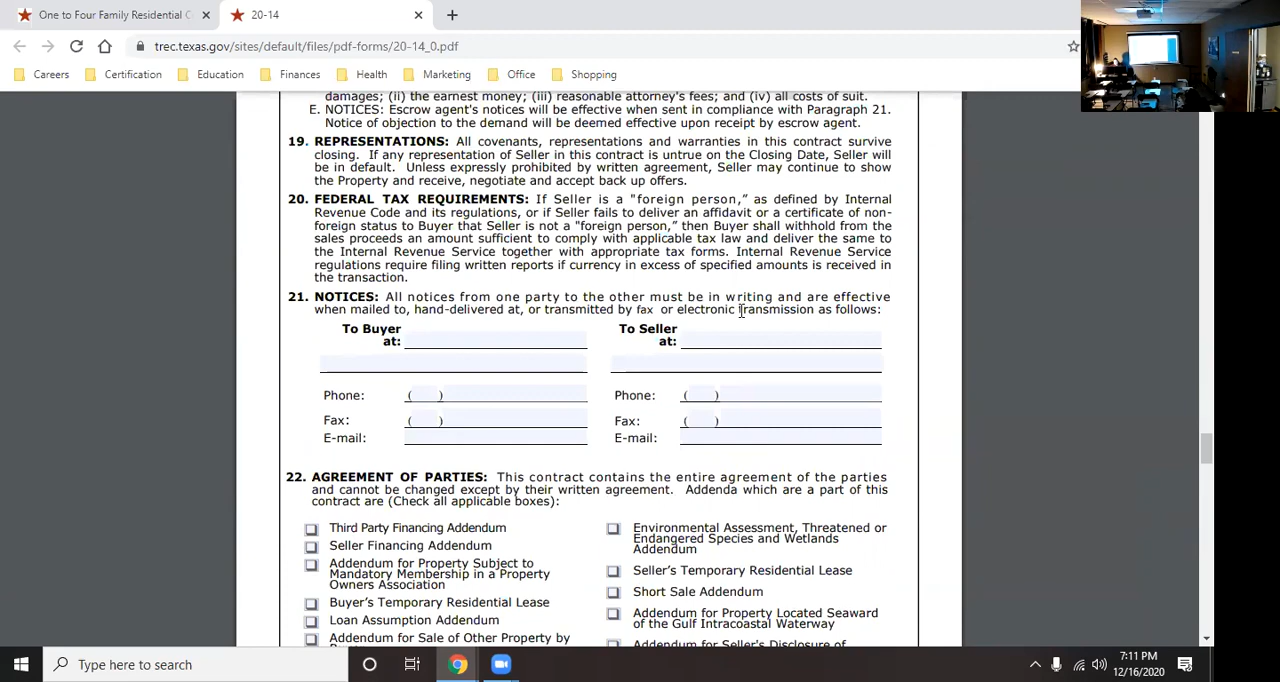 One to Four Family Residential C
20-14
trec.texas.gov/sites/default/files/pdf-forms/20-14_0.pdf
Careers Certification Education Finances Health Marketing Office Shopping
damages; (ii) the earnest money; (iii) reasonable attorney's fees; and (iv) all costs of suit.
E. NOTICES: Escrow agent's notices will be effective when sent in compliance with Paragraph 21.
Notice of objection to the demand will be deemed effective upon receipt by escrow agent.
19. REPRESENTATIONS: All covenants, representations and warranties in this contract survive
closing. If any representation of Seller in this contract is untrue on the Closing Date, Seller will
be in default. Unless expressly prohibited by written agreement, Seller may continue to show
the Property and receive, negotiate and accept back up offers.
20. FEDERAL TAX REQUIREMENTS: If Seller is a "foreign person," as defined by Internal
Revenue Code and its regulations, or if Seller fails to deliver an affidavit or a certificate of non-
foreign status to Buyer that Seller is not a "foreign person," then Buyer shall withhold from the
sales proceeds an amount sufficient to comply with applicable tax law and deliver the same to
the Internal Revenue Service together with appropriate tax forms. Internal Revenue Service
regulations require filing written reports if currency in excess of specified amounts is received in
the transaction.
21. NOTICES: All notices from one party to the other must be in writing and are effective
when mailed to, hand-delivered at, or transmitted by fax or electronic transmission as follows:
To Buyer
at:
To Seller
at:
Phone: ( )
Phone: ( )
Fax: ( )
Fax: ( )
E-mail:
E-mail:
22. AGREEMENT OF PARTIES: This contract contains the entire agreement of the parties
and cannot be changed except by their written agreement. Addenda which are a part of this
contract are (Check all applicable boxes):
Third Party Financing Addendum
Seller Financing Addendum
Addendum for Property Subject to
Mandatory Membership in a Property
Owners Association
Buyer's Temporary Residential Lease
Loan Assumption Addendum
Addendum for Sale of Other Property by
Environmental Assessment, Threatened or
Endangered Species and Wetlands
Addendum
Seller's Temporary Residential Lease
Short Sale Addendum
Addendum for Property Located Seaward
of the Gulf Intracoastal Waterway
Addendum for Seller's Disclosure of
Type here to search
7:11 PM
12/16/2020